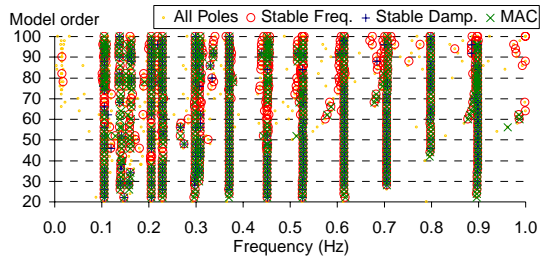 Model order
All Poles Stable Freq. Stable Damp. MAC
100
90
80
70
60
50
40
30
20
0.0 0.1 0.2 0.3 0.4 0.5 0.6 0.7 0.8 0.9 1.0
Frequency (Hz)